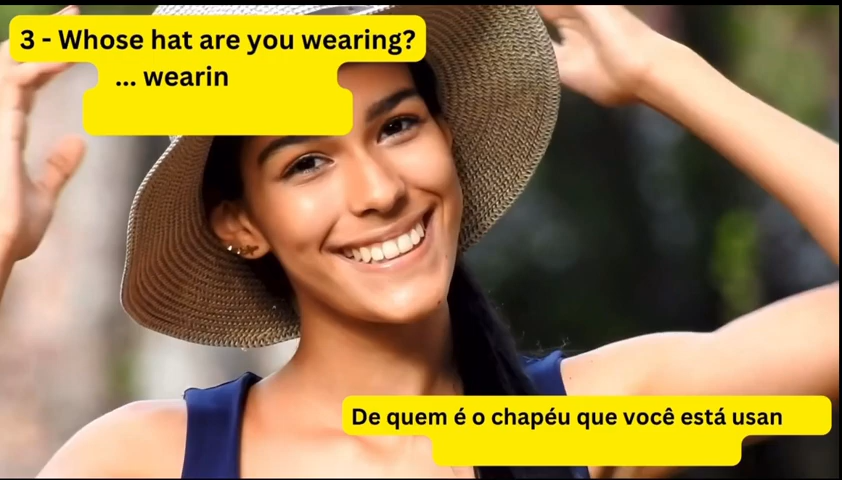 3 - Whose hat are you wearing?
... wearin
De quem é o chapéu que você está usan